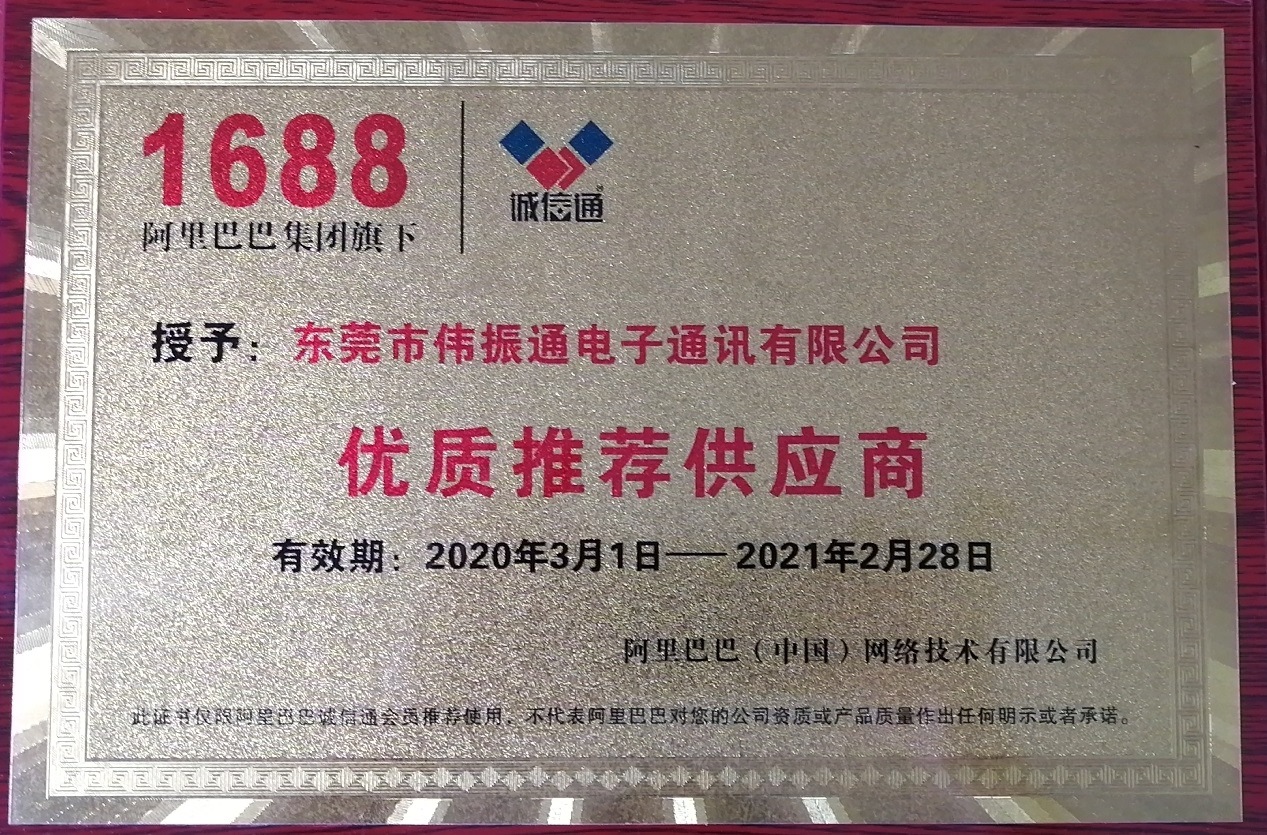 1688
阿里巴巴集团旗下
诚信通
授予：东莞市伟振通电子通讯有限公司
优质推荐供应商
有效期：2020年3月1日——2021年2月28日
阿里巴巴（中国）网络技术有限公司
此证书仅限阿里巴巴诚信通会员推荐使用，不代表阿里巴巴对您的公司资质或产品质量作出任何明示或者承诺。